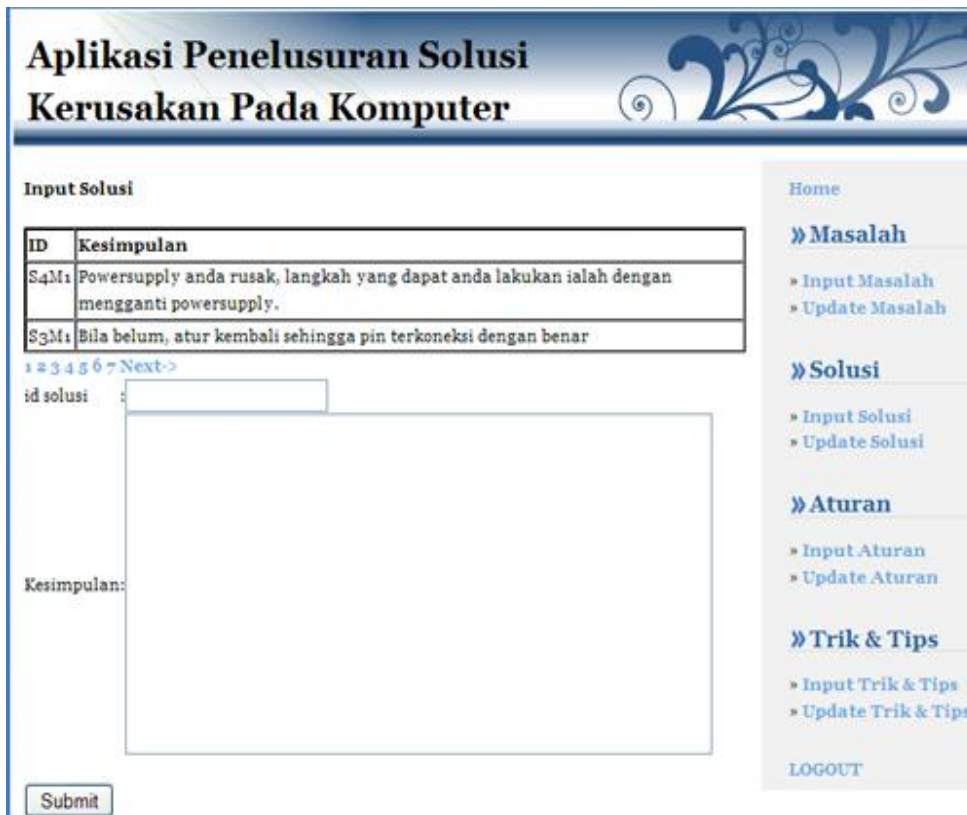 Aplikasi Penelusuran Solusi
Kerusakan Pada Komputer
Input Solusi
ID Kesimpulan
S4M1 Powersupply anda rusak, langkah yang dapat anda lakukan ialah dengan
mengganti powersupply.
S3M1 Bila belum, atur kembali sehingga pin terkoneksi dengan benar
1 2 3 4 5 6 7 Next->
id solusi :
Kesimpulan:
Submit
Home
» Masalah
» Input Masalah
» Update Masalah
» Solusi
» Input Solusi
» Update Solusi
» Aturan
» Input Aturan
» Update Aturan
» Trik & Tips
» Input Trik & Tips
» Update Trik & Tips
LOGOUT